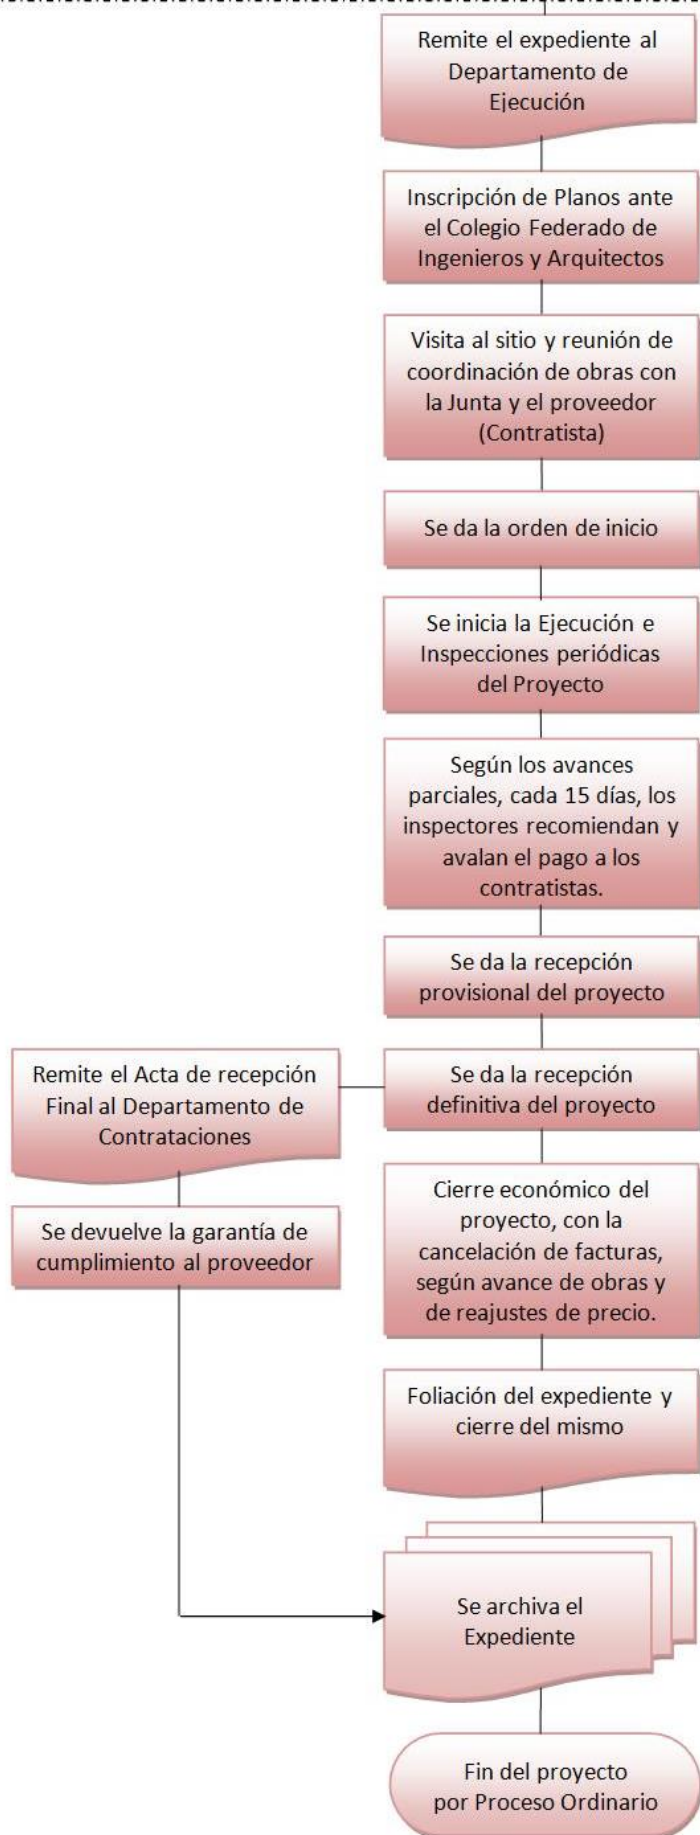 Remite el expediente al
Departamento de
Ejecución
Inscripción de Planos ante
el Colegio Federado de
Ingenieros y Arquitectos
Visita al sitio y reunión de
coordinación de obras con
la Junta y el proveedor
(Contratista)
Se da la orden de inicio
Se inicia la Ejecución e
Inspecciones periódicas
del Proyecto
Según los avances
parciales, cada 15 días, los
inspectores recomiendan y
avalan el pago a los
contratistas.
Se da la recepción
provisional del proyecto
Se da la recepción
definitiva del proyecto
Remite el Acta de recepción
Final al Departamento de
Contrataciones
Se devuelve la garantía de
cumplimiento al proveedor
Cierre económico del
proyecto, con la
cancelación de facturas,
según avance de obras y
de reajustes de precio.
Foliación del expediente y
cierre del mismo
Se archiva el
Expediente
Fin del proyecto
por Proceso Ordinario